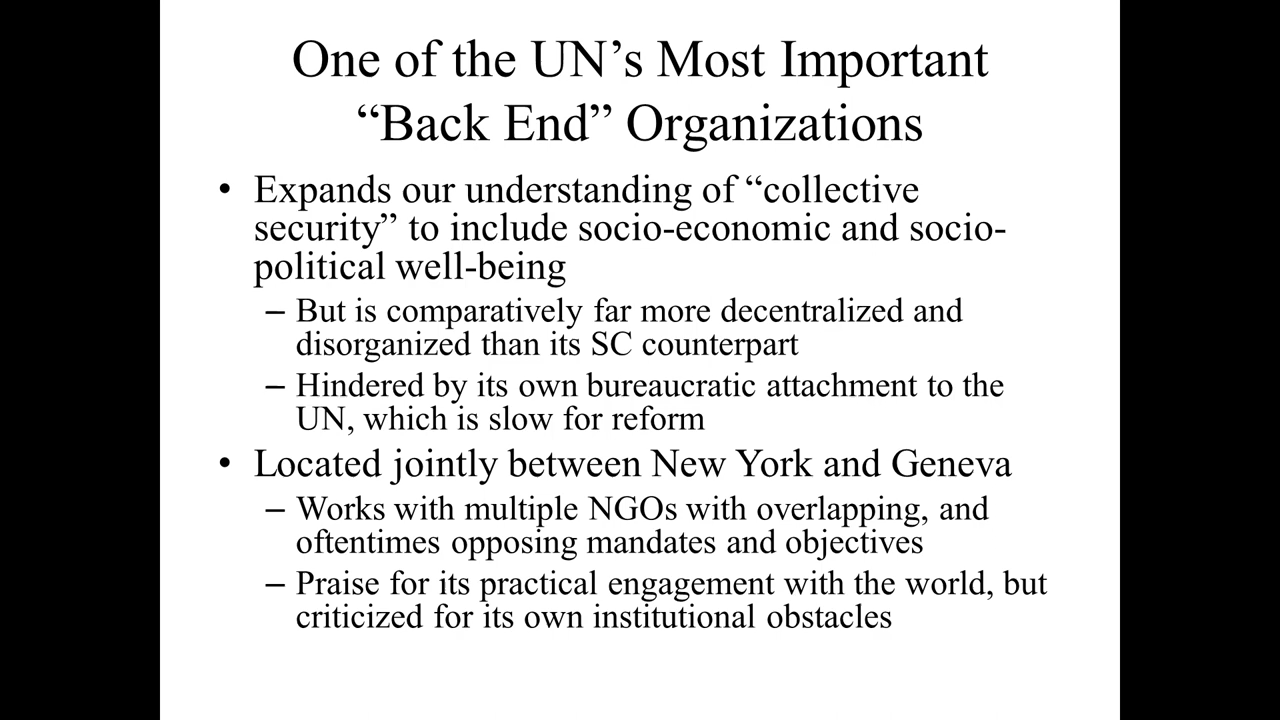 One of the UN’s Most Important
“Back End” Organizations
• Expands our understanding of “collective
security” to include socio-economic and socio-
political well-being
– But is comparatively far more decentralized and
disorganized than its SC counterpart
– Hindered by its own bureaucratic attachment to the
UN, which is slow for reform
• Located jointly between New York and Geneva
– Works with multiple NGOs with overlapping, and
oftentimes opposing mandates and objectives
– Praise for its practical engagement with the world, but
criticized for its own institutional obstacles